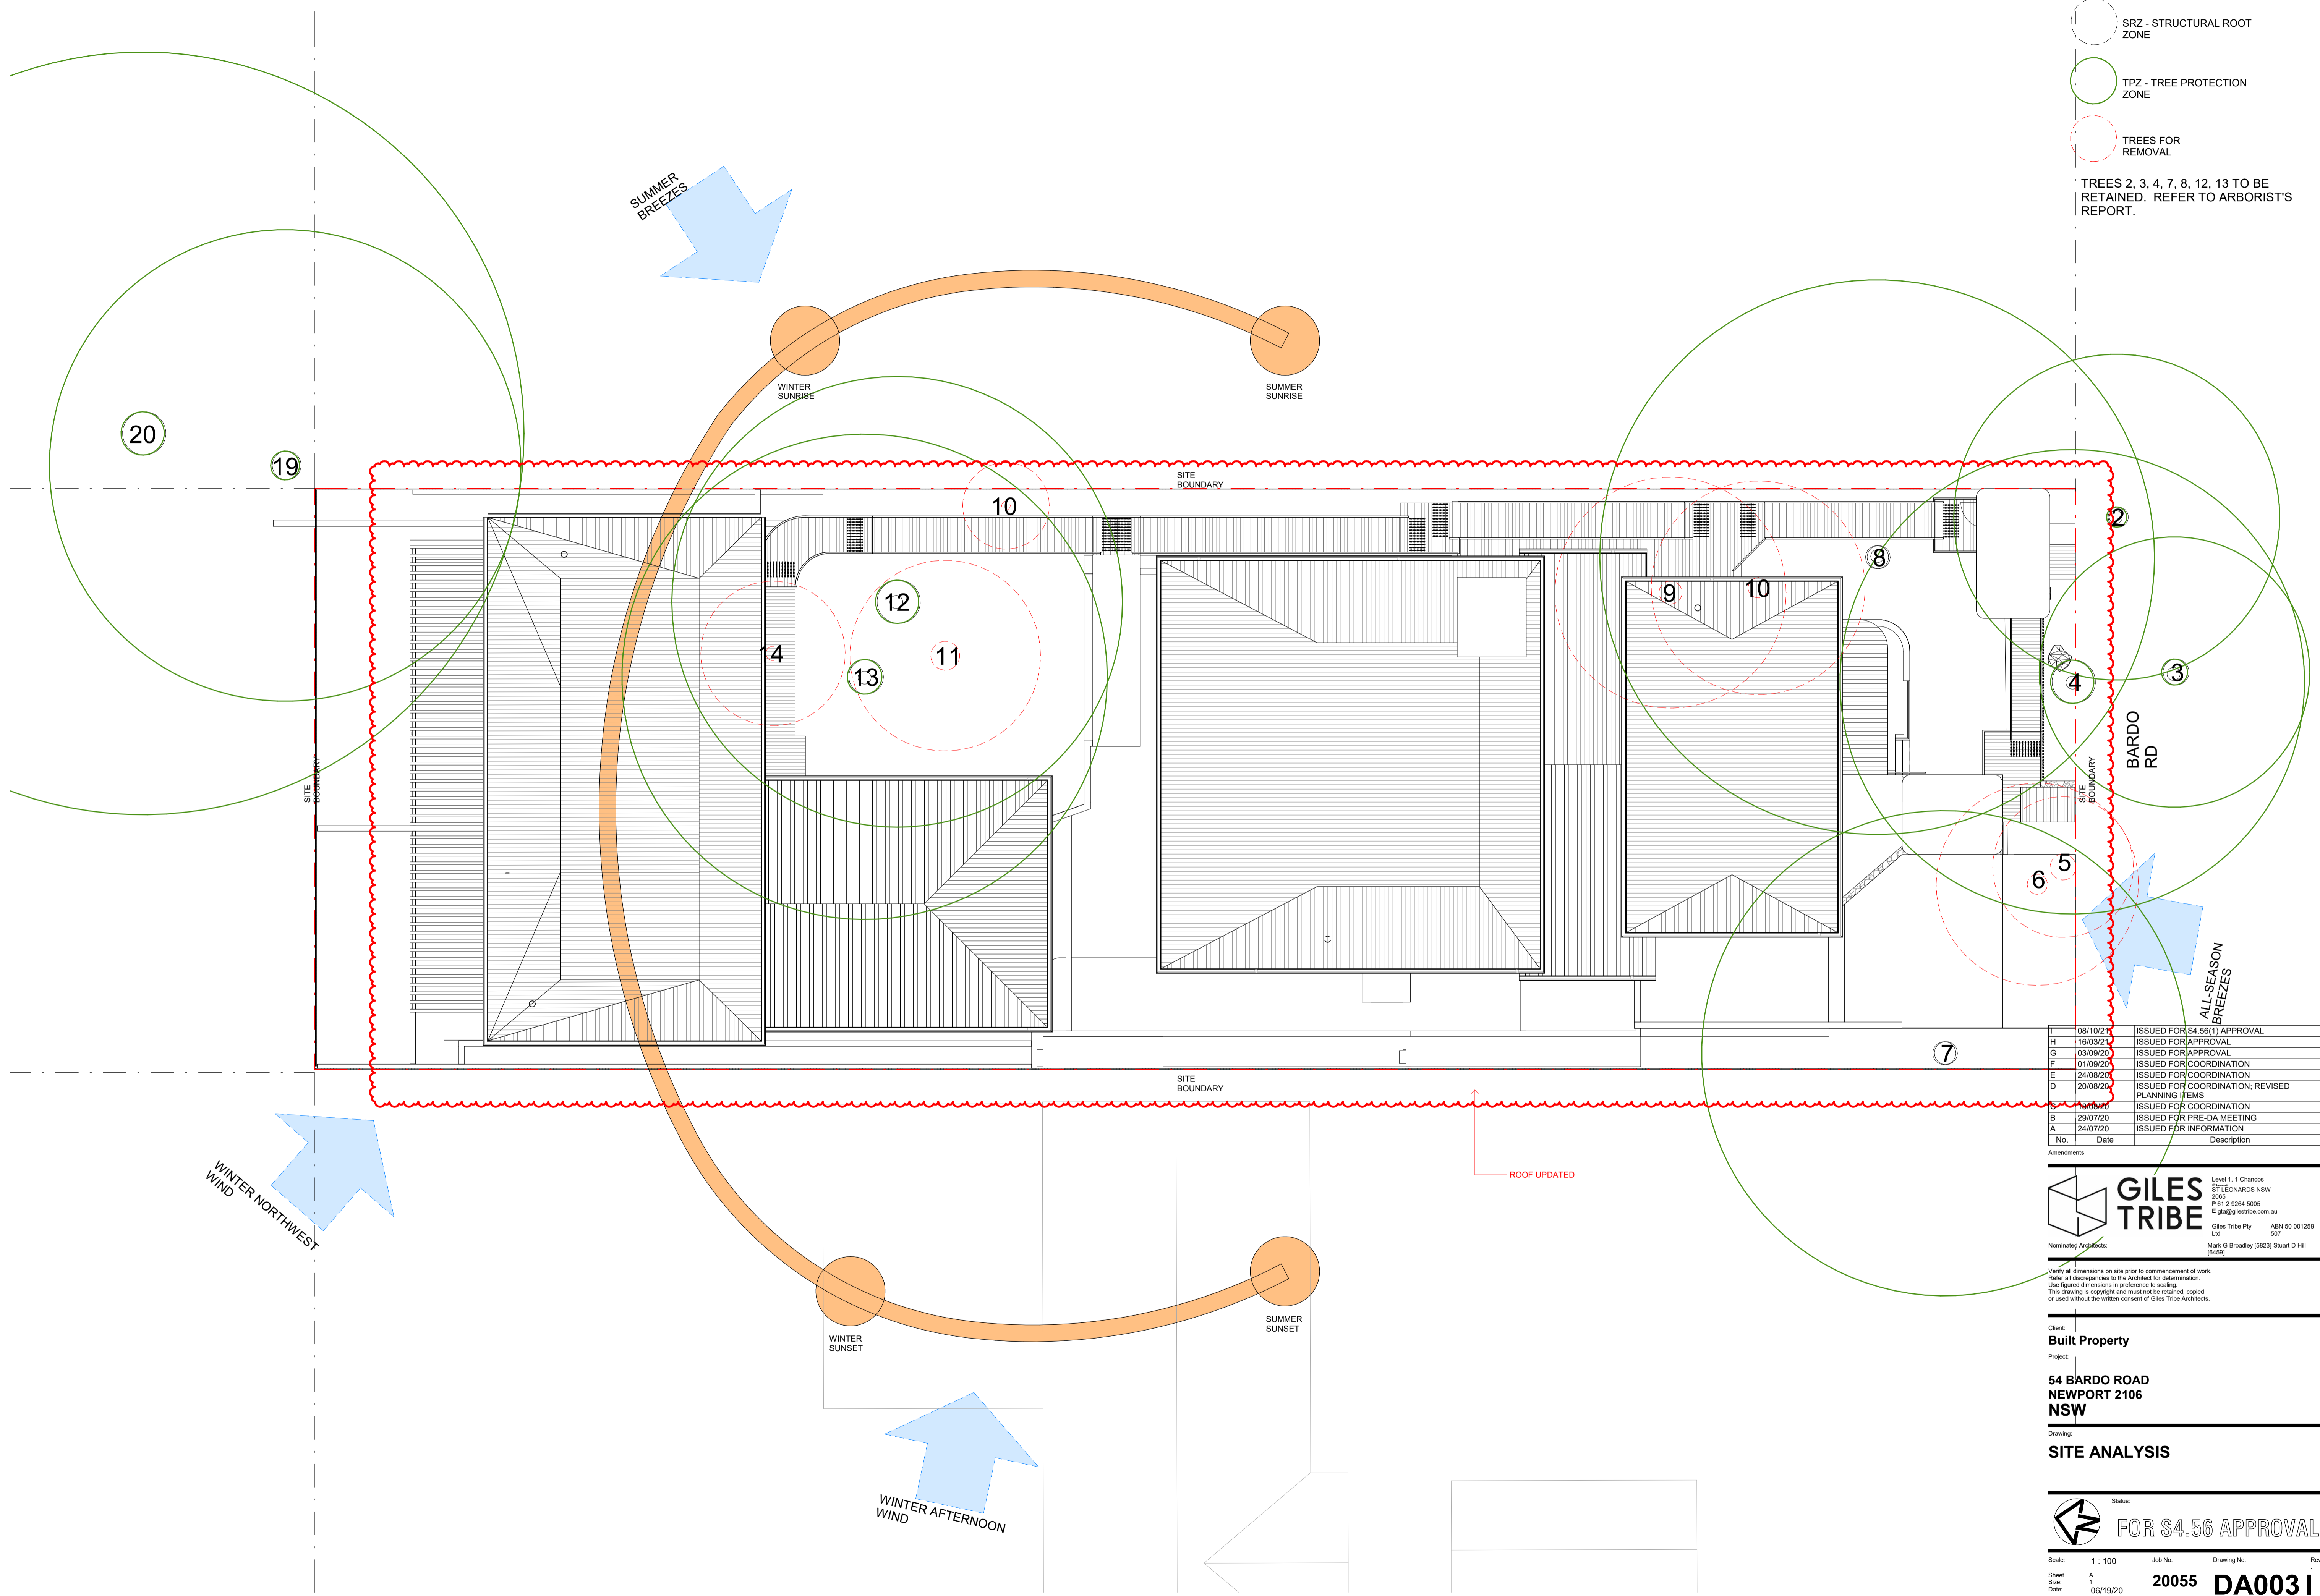 SRZ - STRUCTURAL ROOT
ZONE
TPZ - TREE PROTECTION
ZONE
TREES FOR
REMOVAL
TREES 2, 3, 4, 7, 8, 12, 13 TO BE
RETAINED. REFER TO ARBORIST'S
REPORT.
SUMMER
BREEZES
WINTER
SUNRISE
SUMMER
SUNRISE
20
19
SITE
BOUNDARY
10
2
8
9
10
12
14
11
13
3
4
BARDO
RD
SITE
BOUNDARY
SITE
BOUNDARY
5
6
ALL-SEASON
BREEZES
7
SITE
BOUNDARY
ROOF UPDATED
WINTER NORTHWEST
WIND
WINTER
SUNSET
SUMMER
SUNSET
WINTER AFTERNOON
WIND
I 08/10/21 ISSUED FOR S4.56(1) APPROVAL
H 16/03/21 ISSUED FOR APPROVAL
G 03/09/20 ISSUED FOR APPROVAL
F 01/09/20 ISSUED FOR COORDINATION
E 24/08/20 ISSUED FOR COORDINATION
D 20/08/20 ISSUED FOR COORDINATION; REVISED
PLANNING ITEMS
C ISSUED FOR COORDINATION
B 29/07/20 ISSUED FOR PRE-DA MEETING
A 24/07/20 ISSUED FOR INFORMATION
No. Date Description
Amendments
GILES
TRIBE
Level 1, 1 Chandos
ST LEONARDS NSW
2065
P 61 2 9264 5005
E gta@gilestribe.com.au
Giles Tribe Pty
Ltd
ABN 50 001259
507
Nominated Architects:
Mark G Broadley [5823] Stuart D Hill
[6459]
Verify all dimensions on site prior to commencement of work.
Refer all discrepancies to the Architect for determination.
Use figured dimensions in preference to scaling.
This drawing is copyright and must not be retained, copied
or used without the written consent of Giles Tribe Architects.
Client:
Built Property
Project:
54 BARDO ROAD
NEWPORT 2106
NSW
Drawing:
SITE ANALYSIS
Status:
FOR S4.56 APPROVAL
Scale: 1 : 100 Job No. Drawing No. Rev
Sheet
Size:
A
1
Date: 06/19/20
20055
DA003 I